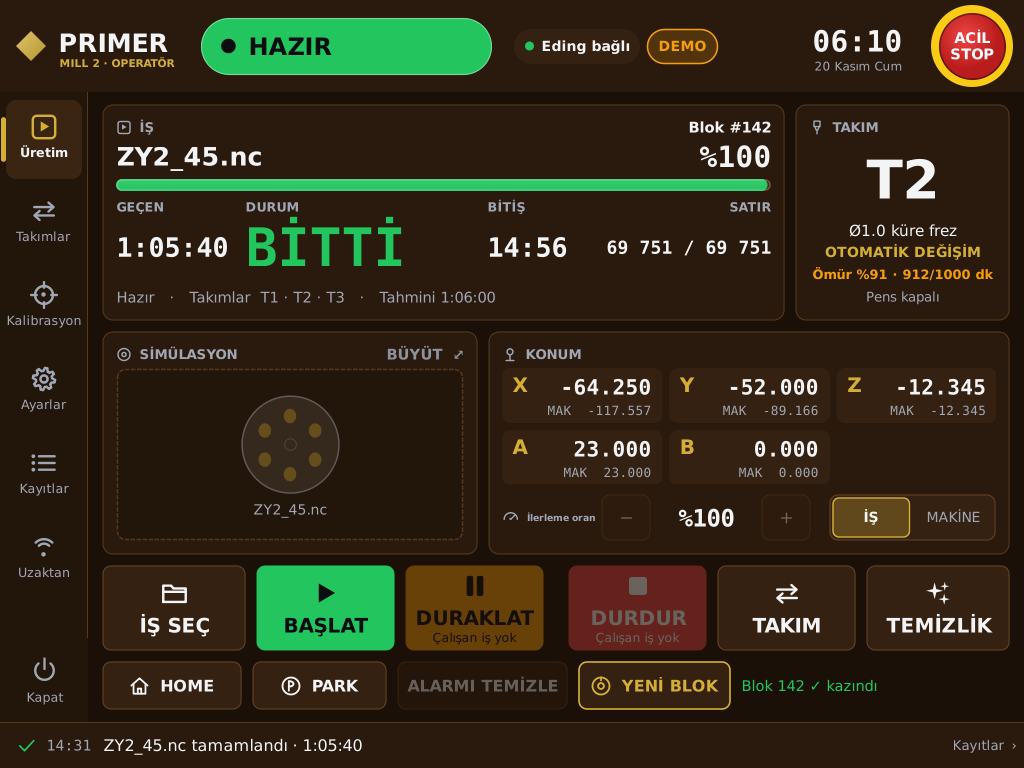 PRIMER
MILL 2 · OPERATÖR
HAZIR
Eding bağlı
DEMO
06:10
20 Kasım Cum
ACİL
STOP
Üretim
Takımlar
Kalibrasyon
Ayarlar
Kayıtlar
Uzaktan
Kapat
İŞ
Blok #142
ZY2_45.nc
%100
GEÇEN DURUM BİTİŞ SATIR
1:05:40 BİTTİ 14:56 69 751 / 69 751
Hazır · Takımlar T1 · T2 · T3 · Tahmini 1:06:00
TAKIM
T2
Ø1.0 küre frez
OTOMATİK DEĞİŞİM
Ömür %91 · 912/1000 dk
Pens kapalı
SİMÜLASYON BÜYÜT ⤢
ZY2_45.nc
KONUM
X -64.250
MAK -117.557
Y -52.000
MAK -89.166
Z -12.345
MAK -12.345
A 23.000
MAK 23.000
B 0.000
MAK 0.000
İlerleme oran − %100 + İŞ MAKİNE
İŞ SEÇ
BAŞLAT
DURAKLAT
Çalışan iş yok
DURDUR
Çalışan iş yok
TAKIM
TEMİZLİK
HOME
PARK
ALARMI TEMİZLE
YENİ BLOK
Blok 142 ✓ kazındı
14:31 ZY2_45.nc tamamlandı · 1:05:40
Kayıtlar ›